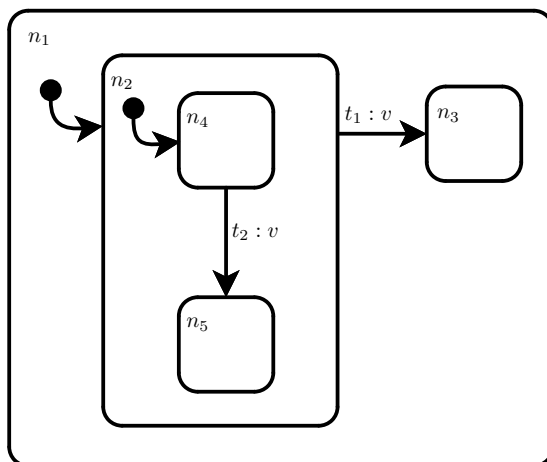 n₁
n₂
n₄
t₁ : v
n₃
t₂ : v
n₅